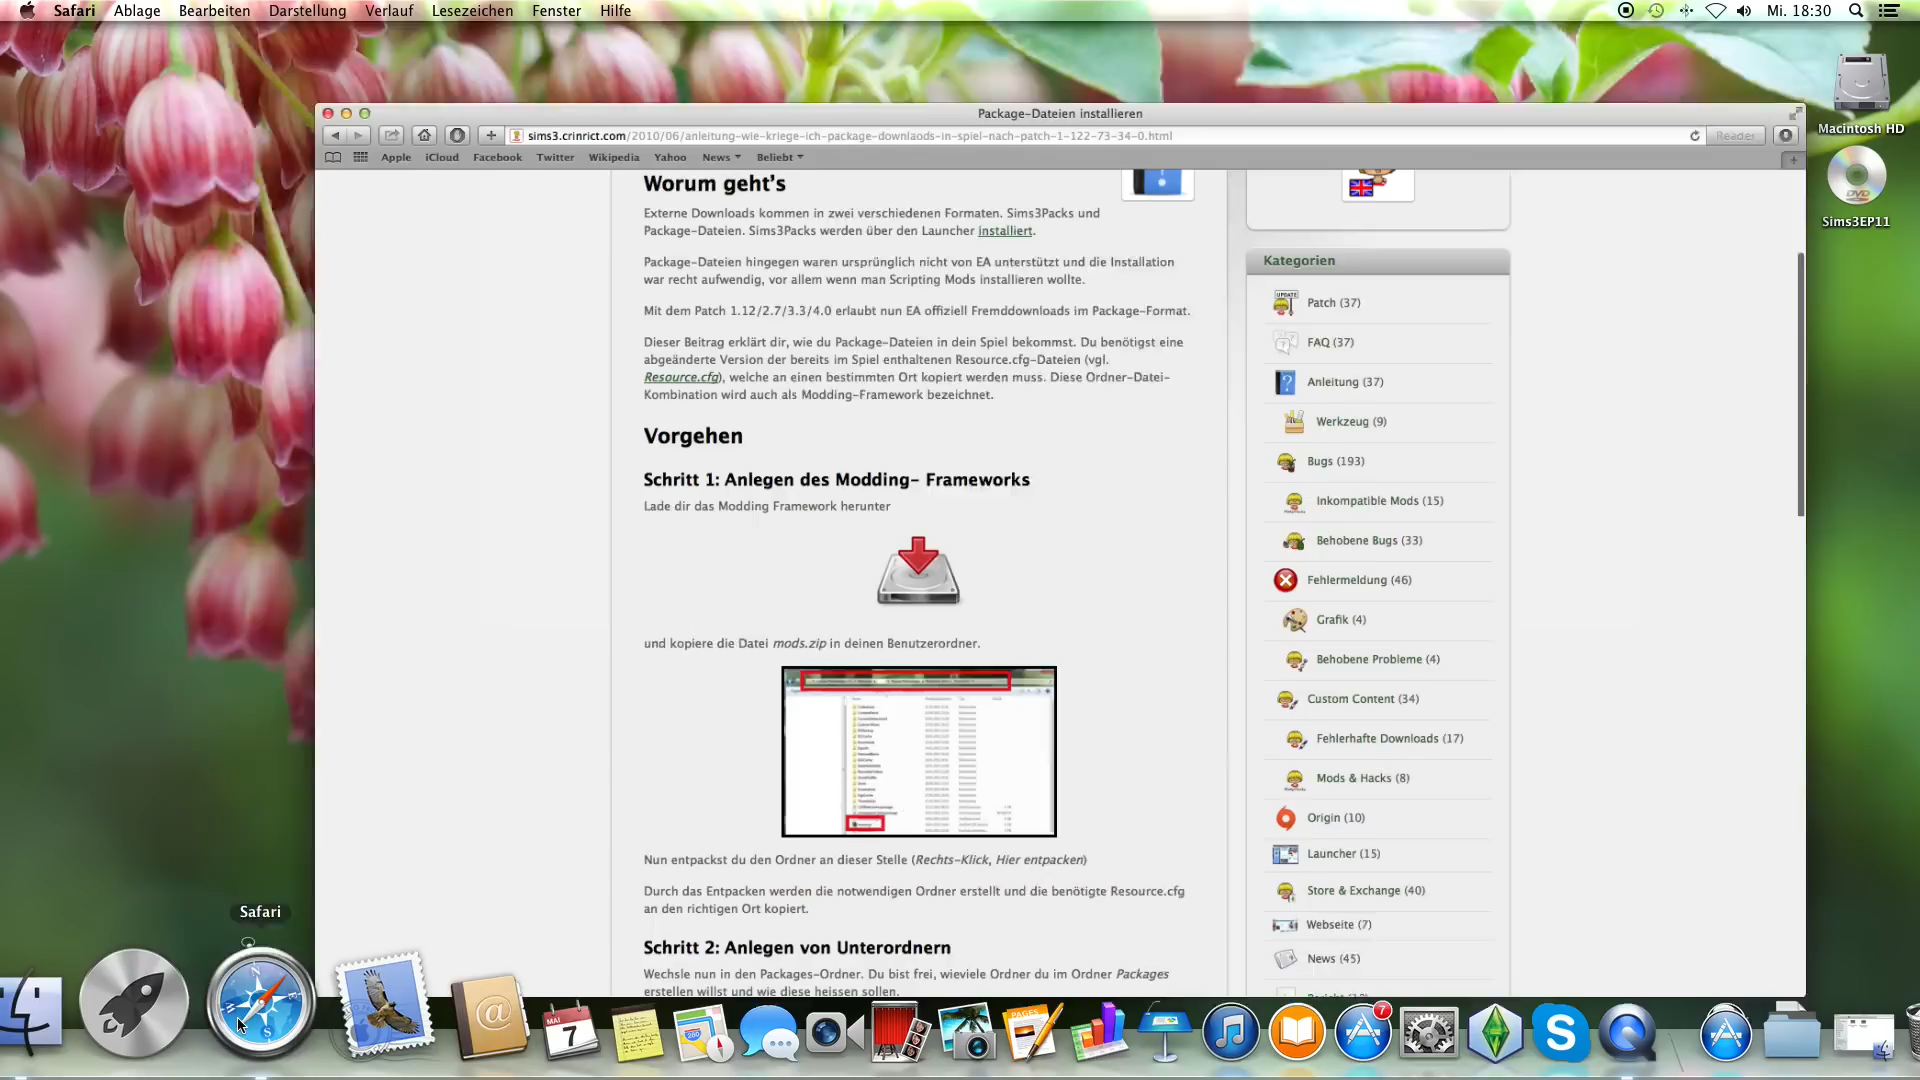 Safari Ablage Bearbeiten Darstellung Verlauf Lesezeichen Fenster Hilfe Mi. 18:30
Macintosh HD
Sims3EP11
Package-Dateien installieren
sims3.crinrict.com/2010/06/anleitung-wie-kriege-ich-package-downlaods-in-spiel-nach-patch-1-122-73-34-0.html Reader
Apple iCloud Facebook Twitter Wikipedia Yahoo News Beliebt
Worum geht's
Externe Downloads kommen in zwei verschiedenen Formaten. Sims3Packs und
Package-Dateien. Sims3Packs werden über den Launcher installiert.
Package-Dateien hingegen waren ursprünglich nicht von EA unterstützt und die Installation
war recht aufwendig, vor allem wenn man Scripting Mods installieren wollte.
Mit dem Patch 1.12/2.7/3.3/4.0 erlaubt nun EA offiziell Fremddownloads im Package-Format.
Dieser Beitrag erklärt dir, wie du Package-Dateien in dein Spiel bekommst. Du benötigst eine
abgeänderte Version der bereits im Spiel enthaltenen Resource.cfg-Dateien (vgl.
Resource.cfg), welche an einen bestimmten Ort kopiert werden muss. Diese Ordner-Datei-
Kombination wird auch als Modding-Framework bezeichnet.
Vorgehen
Schritt 1: Anlegen des Modding- Frameworks
Lade dir das Modding Framework herunter
und kopiere die Datei mods.zip in deinen Benutzerordner.
Nun entpackst du den Ordner an dieser Stelle (Rechts-Klick, Hier entpacken)
Durch das Entpacken werden die notwendigen Ordner erstellt und die benötigte Resource.cfg
an den richtigen Ort kopiert.
Schritt 2: Anlegen von Unterordnern
Wechsle nun in den Packages-Ordner. Du bist frei, wieviele Ordner du im Ordner Packages
erstellen willst und wie diese heissen sollen.
Kategorien
UPDATE
Patch (37)
FAQ (37)
Anleitung (37)
Werkzeug (9)
Bugs (193)
Inkompatible Mods (15)
Behobene Bugs (33)
Fehlermeldung (46)
Grafik (4)
Behobene Probleme (4)
Custom Content (34)
Fehlerhafte Downloads (17)
Mods & Hacks (8)
Origin (10)
Launcher (15)
Store & Exchange (40)
Webseite (7)
News (45)
Safari
MAI
7
PAGES
7